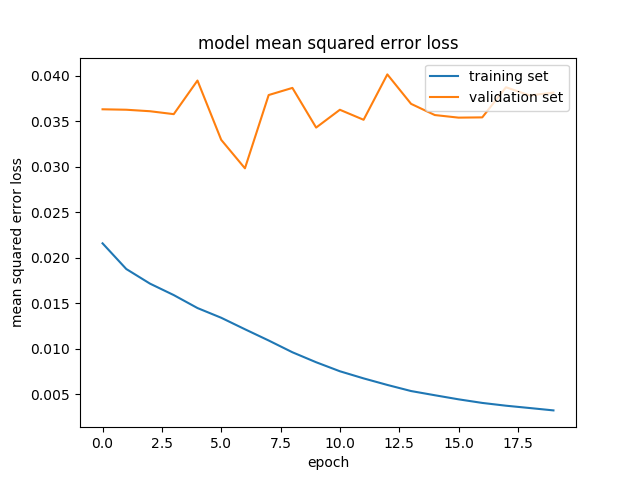 model mean squared error loss
training set
validation set
0.040
0.035
0.030
0.025
0.020
0.015
0.010
0.005
mean squared error loss
0.0 2.5 5.0 7.5 10.0 12.5 15.0 17.5
epoch